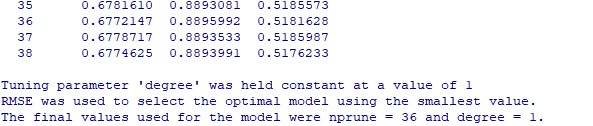 35 0.6781610 0.8893081 0.5185573
36 0.6772147 0.8895992 0.5181628
37 0.6778717 0.8893533 0.5185987
38 0.6774625 0.8893991 0.5176233
Tuning parameter 'degree' was held constant at a value of 1
RMSE was used to select the optimal model using the smallest value.
The final values used for the model were nprune = 36 and degree = 1.